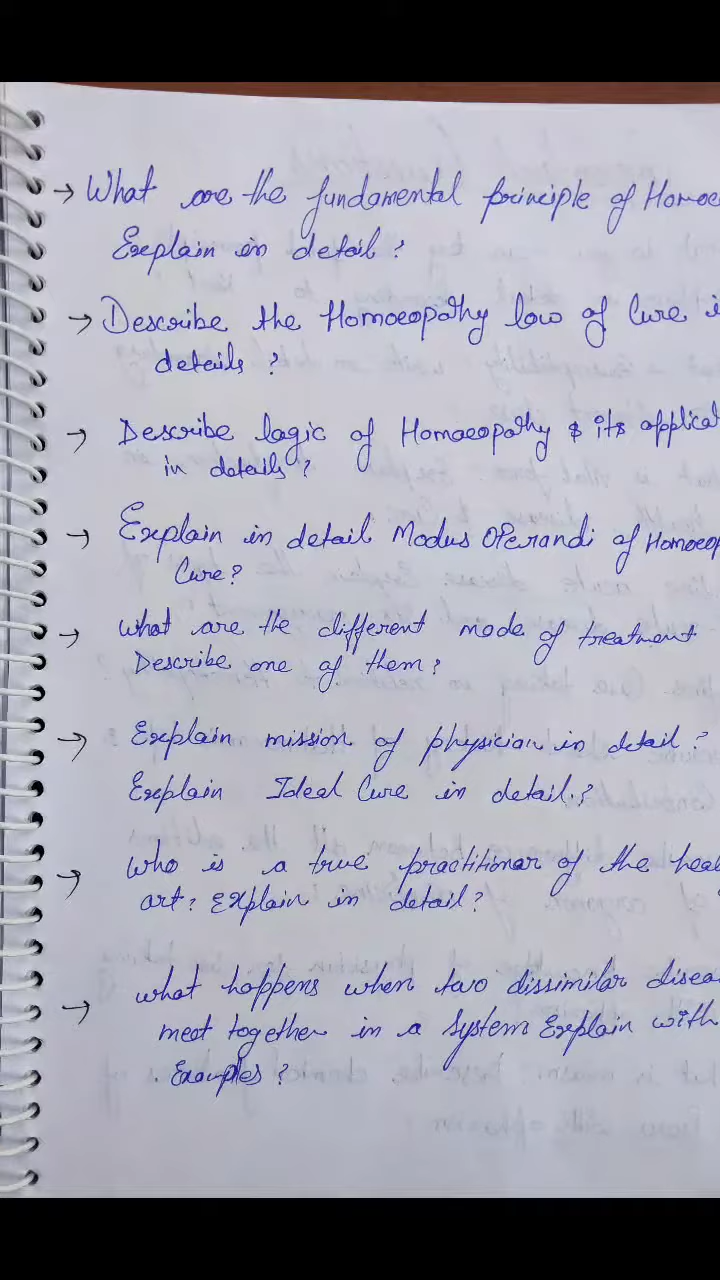 → What are the fundamental principle of Homoe
Explain in detail?
→ Describe the Homoeopathy law of Cure i
details?
→ Describe logic of Homoeopathy & its applicat
in details?
→ Explain in detail Modus Operandi of Homoeop
Cure?
→ What are the different mode of treatment
Describe one of them?
→ Explain mission of physician in detail?
Explain Ideal Cure in detail?
→ Who is a true practitionar of the heal
art? Explain in detail?
→ what happens when two dissimilar disea
meet together in a system Explain with
Examples?